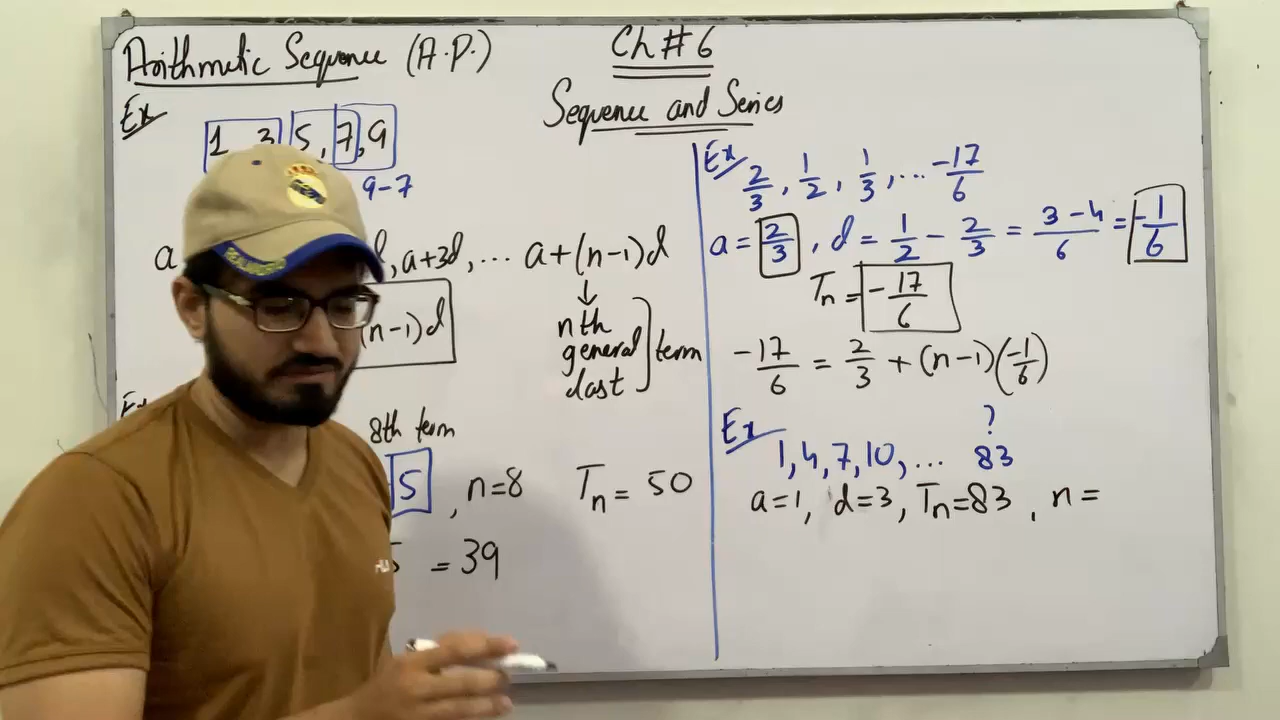 Arithmetic Sequence (A.P.)
Ch # 6
Sequence and Series
Ex
1, 3, 5, 7, 9
9-7
a
, a+3d, ... a+(n-1)d
(n-1)d
nth
general
last
term
8th term
5 , n=8 Tn = 50
= 39
Ex
2/3, 1/2, 1/3, ... -17/6
a = 2/3 , d = 1/2 - 2/3 = 3-4/6 = -1/6
Tn = -17/6
-17/6 = 2/3 + (n-1)(-1/6)
Ex
?
1, 4, 7, 10, ... 83
a=1, d=3, Tn=83 , n=